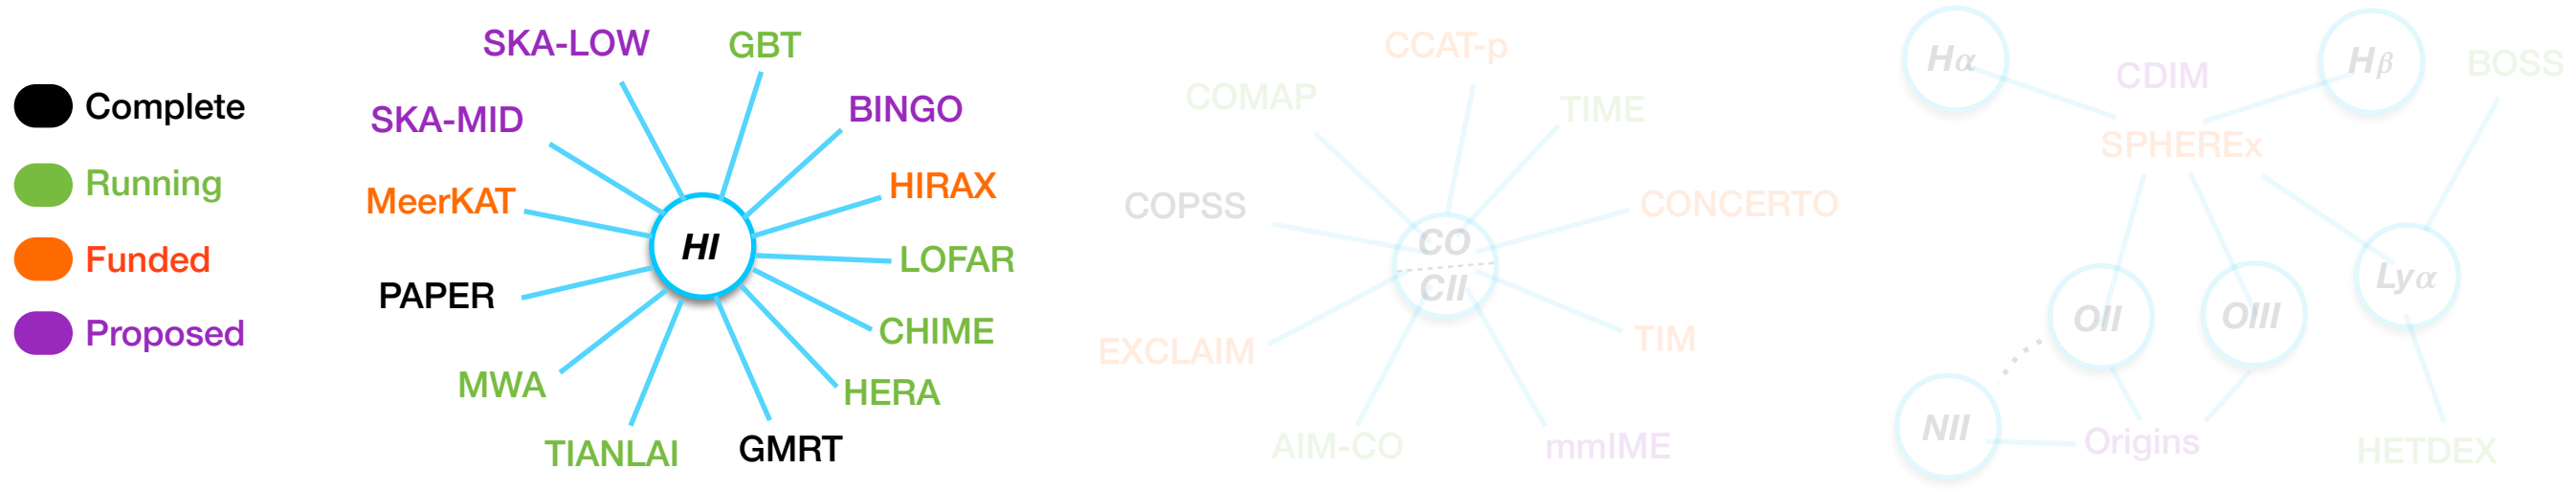 Complete
Running
Funded
Proposed
SKA-LOW
GBT
SKA-MID
BINGO
MeerKAT
HIRAX
HI
LOFAR
PAPER
CHIME
MWA
HERA
TIANLAI
GMRT
CCAT-p
COMAP
TIME
COPSS
CONCERTO
CO
CII
EXCLAIM
TIM
AIM-CO
mmIME
Hα
CDIM
Hβ
BOSS
SPHEREx
OII
OIII
Lyα
NII
Origins
HETDEX